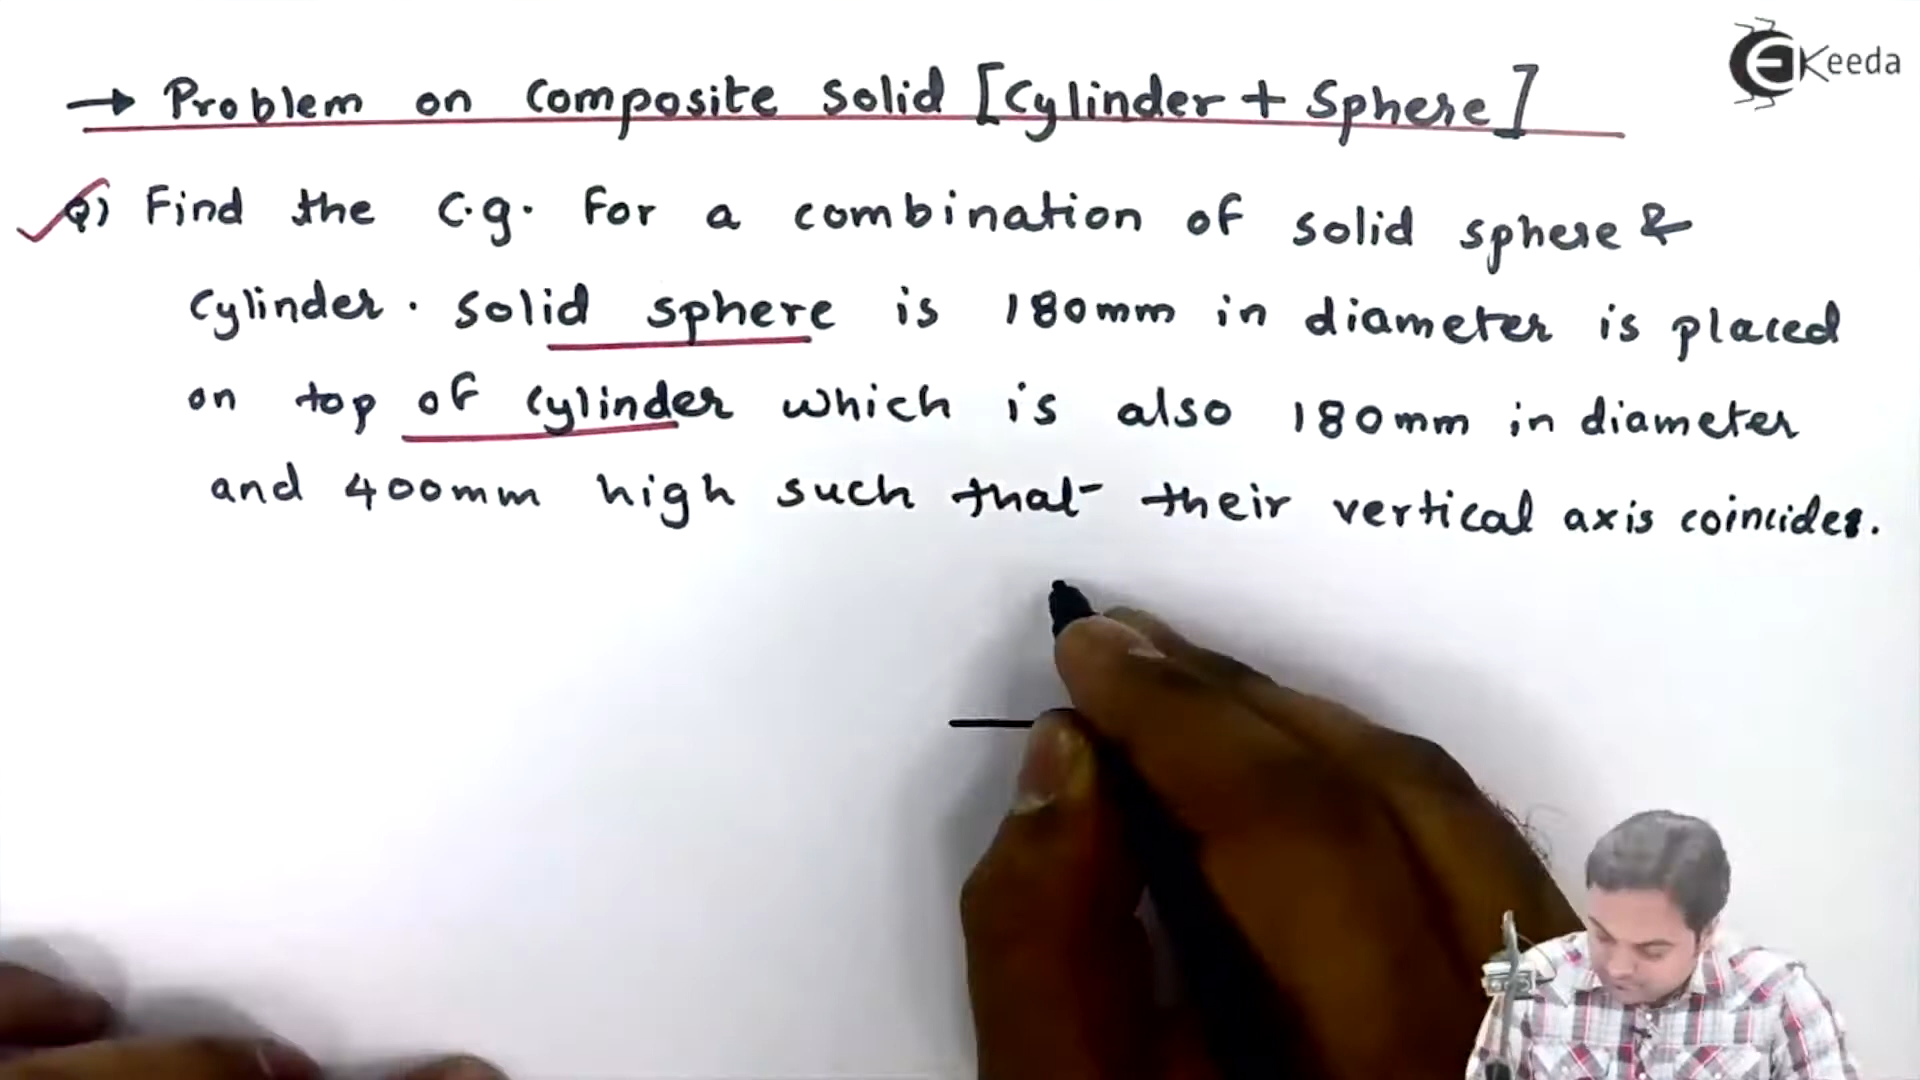 → Problem on composite solid [Cylinder + Sphere]
EKeeda
Q) Find the C.g. for a combination of solid sphere &
cylinder. Solid sphere is 180mm in diameter is placed
on top of cylinder which is also 180mm in diameter
and 400mm high such that their vertical axis coincides.